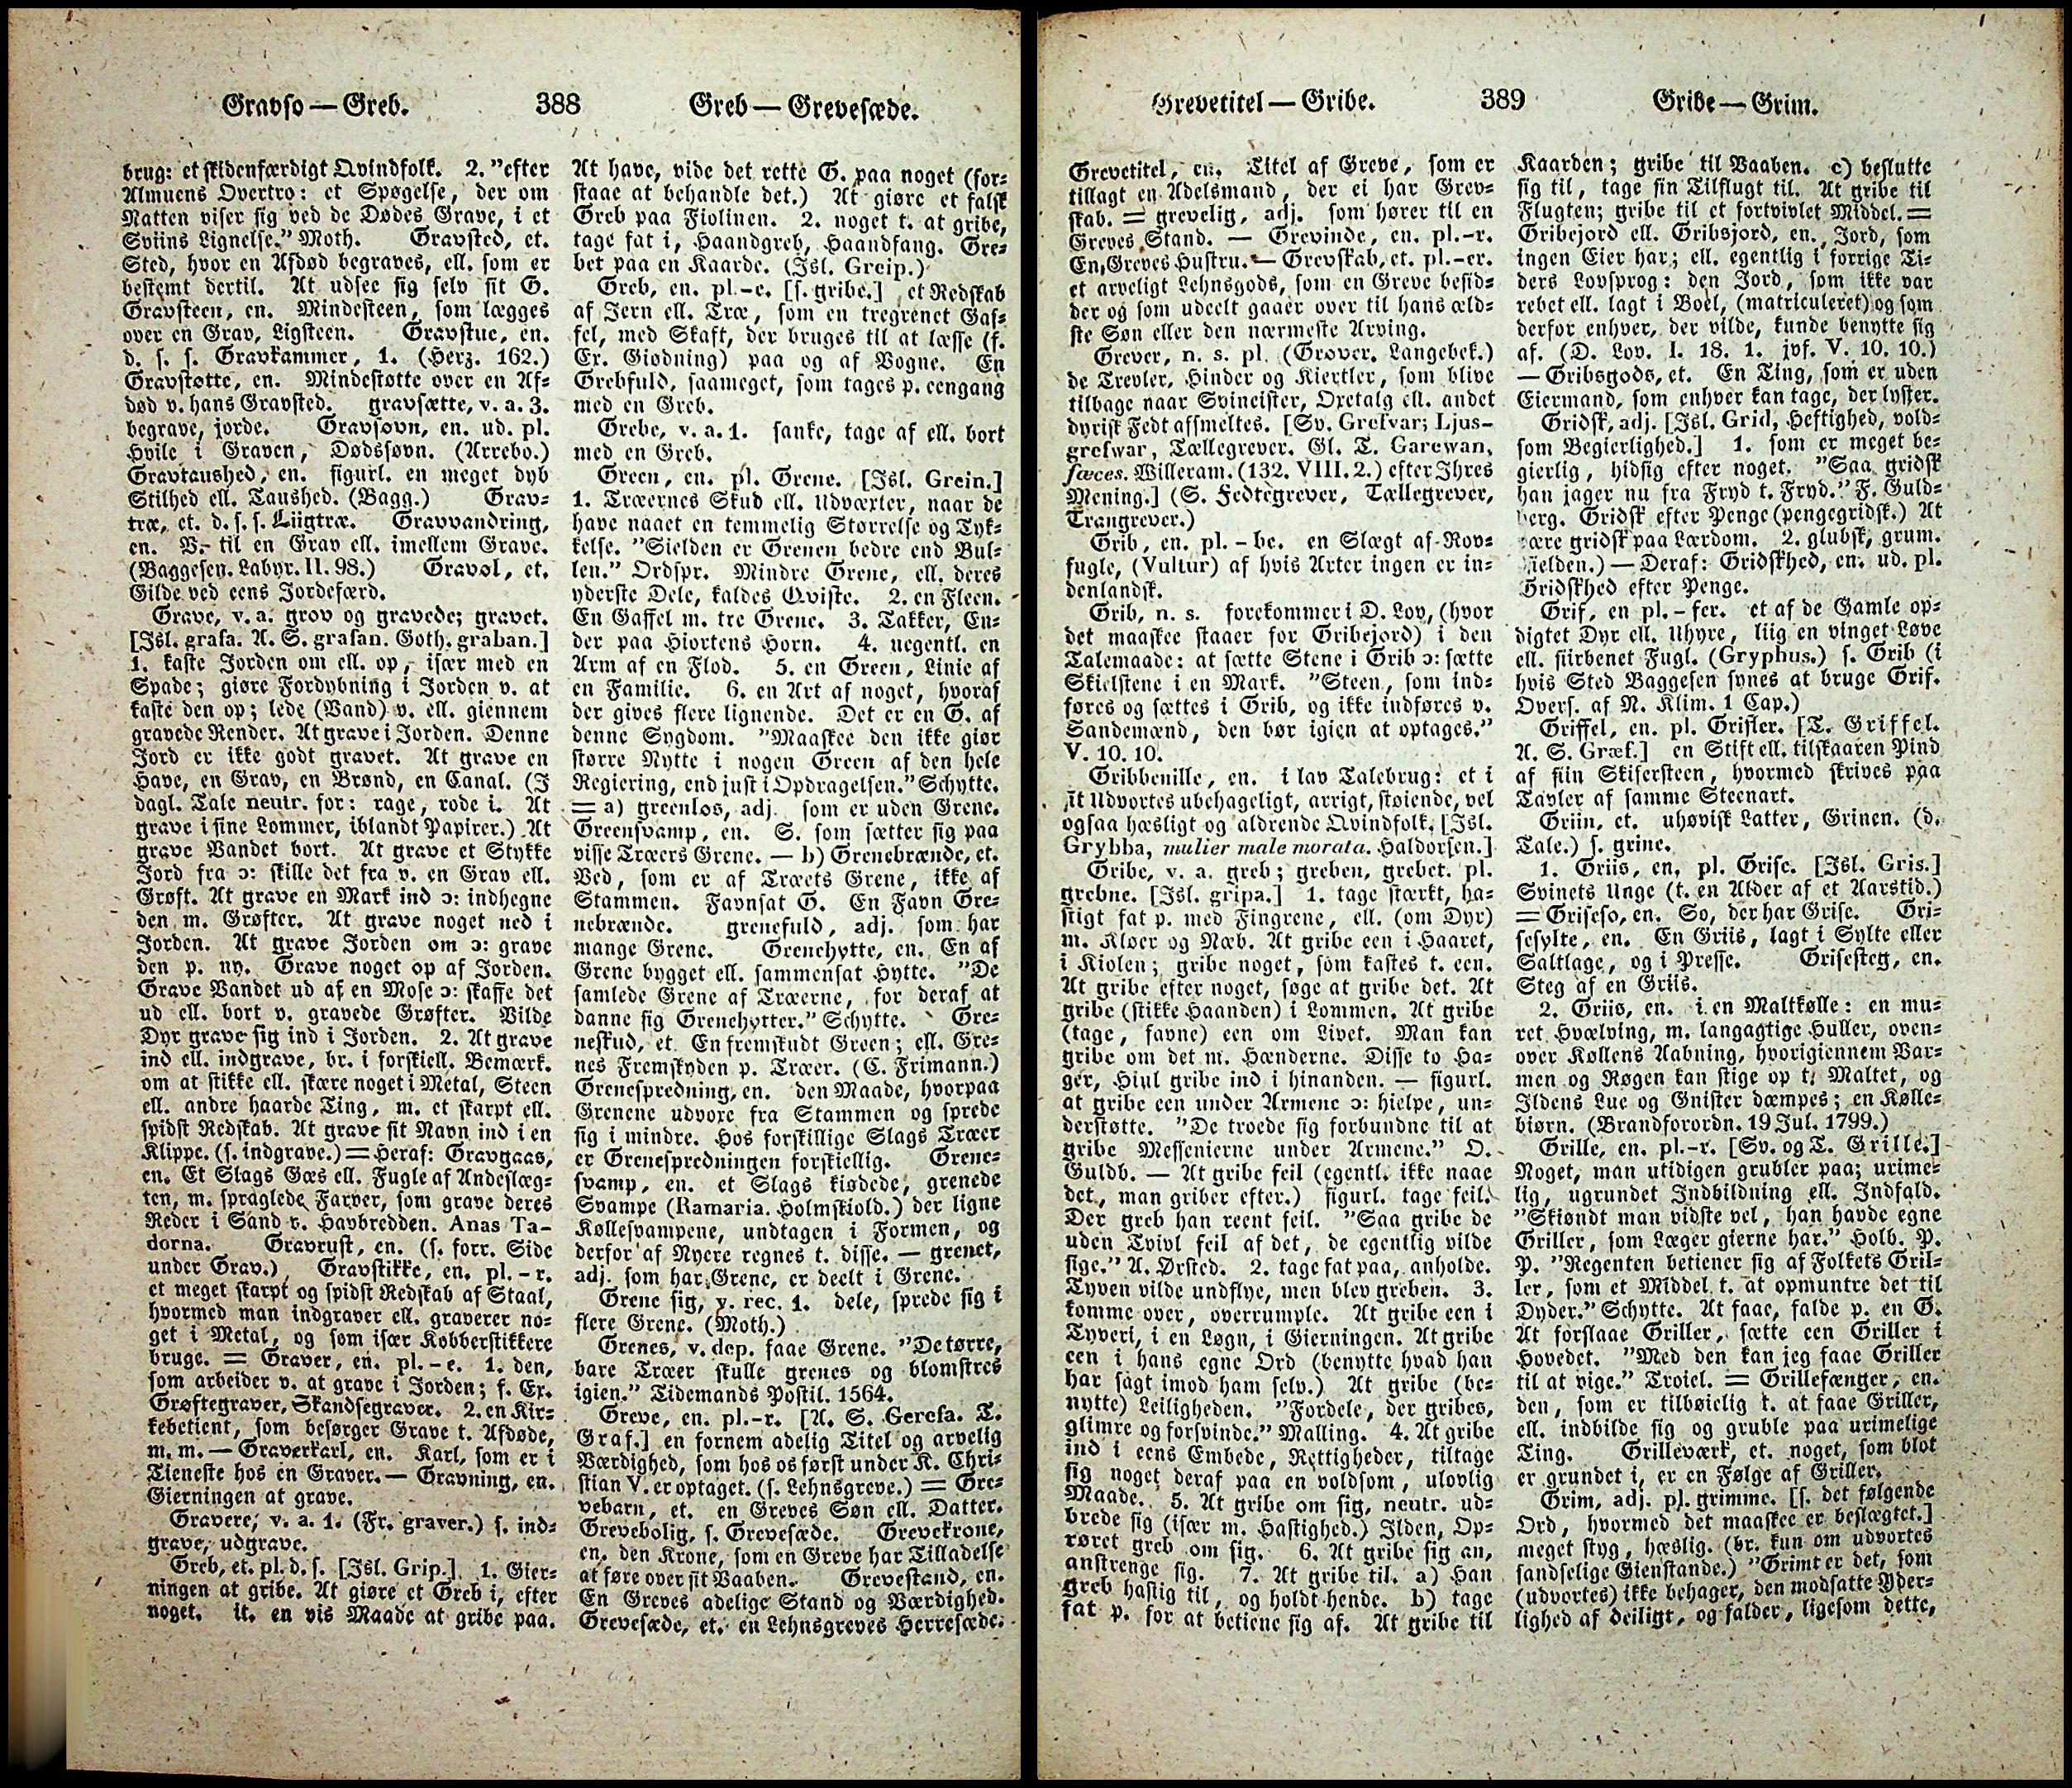 Gravso — Greb.
388
Greb — Grevesæde.
brug: et skidenfærdigt Qvindfolk. 2. ”efter
Almuens Overtro: et Spøgelse, der om
Natten viser sig ved de Dødes Grave, i et
Sviins Lignelse.” Moth. Gravsted, et.
Sted, hvor en Afdød begraves, ell. som er
bestemt dertil. At udsee sig selv sit G.
Gravsteen, en. Mindesteen, som lægges
over en Grav, Ligsteen. Gravstue, en.
d. s. s. Gravkammer, 1. (Herz. 162.)
Gravstøtte, en. Mindestøtte over en Af-
død v. hans Gravsted. gravsætte, v. a. 3.
begrave, jorde. Gravsøvn, en. ud. pl.
Hvile i Graven, Dødssøvn. (Arrebo.)
Gravtaushed, en. figurl. en meget dyb
Stilhed ell. Taushed. (Bagg.) Grav-
træ, et. d. s. s. Liigtræ. Gravvandring,
en. V. til en Grav ell. imellem Grave.
(Baggesen. Labyr. II. 98.) Gravøl, et.
Gilde ved eens Jordefærd.
Grave, v. a. grov og gravede; gravet.
[Isl. grafa. A. S. grafan. Goth. graban.]
1. kaste Jorden om ell. op, især med en
Spade; giøre Fordybning i Jorden v. at
kaste den op; lede (Vand) v. ell. giennem
gravede Render. At grave i Jorden. Denne
Jord er ikke godt gravet. At grave en
Have, en Grav, en Brønd, en Canal. (I
dagl. Tale neutr. for: rage, rode i. At
grave i sine Lommer, iblandt Papirer.) At
grave Vandet bort. At grave et Stykke
Jord fra ɔ: skille det fra v. en Grav ell.
Grøft. At grave en Mark ind ɔ: indhegne
den m. Grøfter. At grave noget ned i
Jorden. At grave Jorden om ɔ: grave
den p. ny. Grave noget op af Jorden.
Grave Vandet ud af en Mose ɔ: skaffe det
ud ell. bort v. gravede Grøfter. Vilde
Dyr grave sig ind i Jorden. 2. At grave
ind ell. indgrave, br. i forskiell. Bemærk.
om at stikke ell. skære noget i Metal, Steen
ell. andre haarde Ting, m. et skarpt ell.
spidst Redskab. At grave sit Navn ind i en
Klippe. (s. indgrave.) = Heraf: Gravgaas,
en. Et Slags Gæs ell. Fugle af Andeslæg-
ten, m. spraglede Farver, som grave deres
Reder i Sand v. Havbredden. Anas Ta-
dorna. Gravrust, en. (s. forr. Side
under Grav.) Gravstikke, en. pl. – r.
et meget skarpt og spidst Redskab af Staal,
hvormed man indgraver ell. graverer no-
get i Metal, og som især Kobberstikkere
bruge. = Graver, en. pl. – e. 1. den,
som arbeider v. at grave i Jorden; f. Ex.
Grøftegraver, Skandsegraver. 2. en Kir-
kebetient, som besørger Grave t. Afdøde,
m. m. — Graverkarl, en. Karl, som er i
Tieneste hos en Graver. — Gravning, en.
Gierningen at grave.
Gravere, v. a. 1. (Fr. graver.) s. ind-
grave, udgrave.
Greb, et. pl. d. s. [Isl. Grip.] 1. Gier-
ningen at gribe. At giøre et Greb i, efter
noget. it. en vis Maade at gribe paa.
At have, vide det rette G. paa noget (for-
staae at behandle det.) At giøre et falsk
Greb paa Fiolinen. 2. noget t. at gribe,
tage fat i, Haandgreb, Haandfang. Gre-
bet paa en Kaarde. (Isl. Greip.)
Greb, en. pl. – e. [s. gribe.] et Redskab
af Jern ell. Træ, som en tregrenet Gaf-
fel, med Skaft, der bruges til at læsse (f.
Ex. Giødning) paa og af Vogne. En
Grebfuld, saameget, som tages p. eengang
med en Greb.
Grebe, v. a. 1. sanke, tage af ell. bort
med en Greb.
Green, en. pl. Grene. [Isl. Grein.]
1. Træernes Skud ell. Udvæxter, naar de
have naaet en temmelig Størrelse og Tyk-
kelse. ”Sielden er Grenen bedre end Bul-
len.” Ordspr. Mindre Grene, ell. deres
yderste Dele, kaldes Qviste. 2. en Fleen.
En Gaffel m. tre Grene. 3. Takker, En-
der paa Hiortens Horn. 4. uegentl. en
Arm af en Flod. 5. en Green, Linie af
en Familie. 6. en Art af noget, hvoraf
der gives flere lignende. Det er en G. af
denne Sygdom. ”Maaskee den ikke giør
større Nytte i nogen Green af den hele
Regiering, end just i Opdragelsen.” Schytte.
= a) greenløs, adj. som er uden Grene.
Greensvamp, en. S. som sætter sig paa
visse Træers Grene. — b) Grenebrænde, et.
Ved, som er af Træets Grene, ikke af
Stammen. Favnsat G. En Favn Gre-
nebrænde. grenefuld, adj. som har
mange Grene. Grenehytte, en. En af
Grene bygget ell. sammensat Hytte. ”De
samlede Grene af Træerne, for deraf at
danne sig Grenehytter.” Schytte. Gre-
neskud, et. En fremskudt Green; ell. Gre-
nes Fremskyden p. Træer. (C. Frimann.)
Grenespredning, en. den Maade, hvorpaa
Grenene udvoxe fra Stammen og sprede
sig i mindre. Hos forskillige Slags Træer
er Grenespredningen forskiellig. Grene-
svamp, en. et Slags kiødede, grenede
Svampe (Ramaria. Holmskiold.) der ligne
Køllesvampene, undtagen i Formen, og
derfor af Nyere regnes t. disse. — grenet,
adj. som har Grene, er deelt i Grene.
Grene sig, v. rec. 1. dele, sprede sig i
flere Grene. (Moth.)
Grenes, v. dep. faae Grene. ”De tørre,
bare Træer skulle grenes og blomstres
igien.” Tidemands Postil. 1564.
Greve, en. pl.–r. [A. S. Gerefa. T.
Graf.] en fornem adelig Titel og arvelig
Værdighed, som hos os først under K. Chri-
stian V. er optaget. (s. Lehnsgreve.) = Gre-
vebarn, et. en Greves Søn ell. Datter.
Grevebolig, s. Grevesæde. Grevekrone,
en. den Krone, som en Greve har Tilladelse
at føre over sit Vaaben. Grevestand, en.
En Greves adelige Stand og Værdighed.
Grevesæde, et. en Lehnsgreves Herresæde.
Grevetitel — Gribe.
389
Gribe — Grim.
Grevetitel, en. Titel af Greve, som er
tillagt en Adelsmand, der ei har Grev-
skab. = grevelig, adj. som hører til en
Greves Stand. — Grevinde, en. pl.–r.
En Greves Hustru. — Grevskab, et. pl.–er.
et arveligt Lehnsgods, som en Greve besid-
der og som udeelt gaaer over til hans æld-
ste Søn eller den nærmeste Arving.
Grever, n. s. pl. (Grøver. Langebek.)
de Trevler, Hinder og Kiertler, som blive
tilbage naar Svineister, Oxetalg ell. andet
dyrisk Fedt afsmeltes. [Sv. Grefvar; Ljus-
grefwar, Tællegrever. Gl. T. Garewan,
fæces. Willeram. (132. VIII. 2.) efter Ihres
Mening.] (S. Fedtegrever, Tællegrever,
Trangrever.)
Grib, en. pl. – be. en Slægt af Rov-
fugle, (Vultur) af hvis Arter ingen er in-
denlandsk.
Grib, n. s. forekommer i D. Lov, (hvor
det maaskee staaer for Gribejord) i den
Talemaade: at sætte Stene i Grib ɔ: sætte
Skielstene i en Mark. ”Steen, som ind-
føres og sættes i Grib, og ikke indføres v.
Sandemænd, den bør igien at optages.”
V. 10. 10.
Gribbenille, en. i lav Talebrug: et i
sit Udvortes ubehageligt, arrigt, støiende, vel
ogsaa hæsligt og aldrende Qvindfolk. [Isl.
Grybba, mulier male morata. Haldorsen.]
Gribe, v. a. greb; greben, grebet. pl.
grebne. [Isl. gripa.] 1. tage stærkt, ha-
stigt fat p. med Fingrene, ell. (om Dyr)
m. Kløer og Næb. At gribe een i Haaret,
i Kiolen; gribe noget, som kastes t. een.
At gribe efter noget, søge at gribe det. At
gribe (stikke Haanden) i Lommen. At gribe
(tage, favne) een om Livet. Man kan
gribe om det m. Hænderne. Disse to Ha-
ger, Hiul gribe ind i hinanden. — figurl.
at gribe een under Armene ɔ: hielpe, un-
derstøtte. ”De troede sig forbundne til at
gribe Messenierne under Armene.” O.
Guldb. — At gribe feil (egentl. ikke naae
det, man griber efter.) figurl. tage feil.
Der greb han reent feil. ”Saa gribe de
uden Tvivl feil af det, de egentlig vilde
sige.” A. Ørsted. 2. tage fat paa, anholde.
Tyven vilde undflye, men blev greben. 3.
komme over, overrumple. At gribe een i
Tyveri, i en Løgn, i Gierningen. At gribe
een i hans egne Ord (benytte hvad han
har sagt imod ham selv.) At gribe (be-
nytte) Leiligheden. ”Fordele, der gribes,
glimre og forsvinde.” Malling. 4. At gribe
ind i eens Embede, Rettigheder, tiltage
sig noget deraf paa en voldsom, ulovlig
Maade. 5. At gribe om sig, neutr. ud-
brede sig (især m. Hastighed.) Ilden, Op-
røret greb om sig. 6. At gribe sig an,
anstrenge sig. 7. At gribe til. a) Han
greb hastig til, og holdt hende. b) tage
fat p. for at betiene sig af. At gribe til
Kaarden; gribe til Vaaben. c) beslutte
sig til, tage sin Tilflugt til. At gribe til
Flugten; gribe til et fortvivlet Middel. =
Gribejord ell. Gribsjord, en. Jord, som
ingen Eier har; ell. egentlig i forrige Ti-
ders Lovsprog: den Jord, som ikke var
rebet ell. lagt i Boel, (matriculeret) og som
derfor enhver, der vilde, kunde benytte sig
af. (D. Lov. I. 18. 1. jvf. V. 10. 10.)
— Gribsgods, et. En Ting, som er uden
Eiermand, som enhver kan tage, der lyster.
Gridsk, adj. [Isl. Grid, Heftighed, vold-
som Begierlighed.] 1. som er meget be-
gierlig, hidsig efter noget. ”Saa gridsk
han jager nu fra Fryd t. Fryd.” F. Guld-
berg. Gridsk efter Penge (pengegridsk.) At
være gridsk paa Lærdom. 2. glubsk, grum.
(sielden.) — Deraf: Gridskhed, en. ud. pl.
Gridskhed efter Penge.
Grif, en pl. – fer. et af de Gamle op-
digtet Dyr ell. Uhyre, liig en vinget Løve
ell. fiirbenet Fugl. (Gryphus.) s. Grib (i
hvis Sted Baggesen synes at bruge Grif.
Overs. af N. Klim. 1 Cap.)
Griffel, en. pl. Grifler. [T. Griffel.
A. S. Græf.] en Stift ell. tilskaaren Pind
af fiin Skifersteen, hvormed skrives paa
Tavler af samme Steenart.
Griin, et. uhøvisk Latter, Grinen. (d.
Tale.) s. grine.
1. Griis, en. pl. Grise. [Isl. Gris.]
Svinets Unge (t. en Alder af et Aarstid.)
= Griseso, en. So, der har Grise. Gri-
sesylte, en. En Griis, lagt i Sylte eller
Saltlage, og i Presse. Grisesteg, en.
Steg af en Griis.
2. Griis, en. i en Maltkølle: en mu-
ret Hvælving, m. langagtige Huller, oven-
over Køllens Aabning, hvorigiennem Var-
men og Røgen kan stige op t. Maltet, og
Ildens Lue og Gnister dæmpes; en Kølle-
biørn. (Brandforordn. 19 Jul. 1799.)
Grille, en. pl.–r. [Sv. og T. Grille.]
Noget, man utidigen grubler paa; urime-
lig, ugrundet Indbildning ell. Indfald.
”Skiøndt man vidste vel, han havde egne
Griller, som Læger gierne har.” Holb. P.
P. ”Regenten betiener sig af Folkets Gril-
ler, som et Middel t. at opmuntre det til
Dyder.” Schytte. At faae, falde p. en G.
At forslaae Griller, sætte een Griller i
Hovedet. ”Med den kan jeg faae Griller
til at vige.” Troiel. = Grillefænger, en.
den, som er tilbøielig t. at faae Griller,
ell. indbilde sig og gruble paa urimelige
Ting. Grilleværk, et. noget, som blot
er grundet i, er en Følge af Griller.
Grim, adj. pl. grimme. [s. det følgende
Ord, hvormed det maaskee er beslægtet.]
meget styg, hæslig. (br. kun om udvortes
sandselige Gienstande.) ”Grimt er det, som
(udvortes) ikke behager, den modsatte Yder-
lighed af deiligt, og falder, ligesom dette,